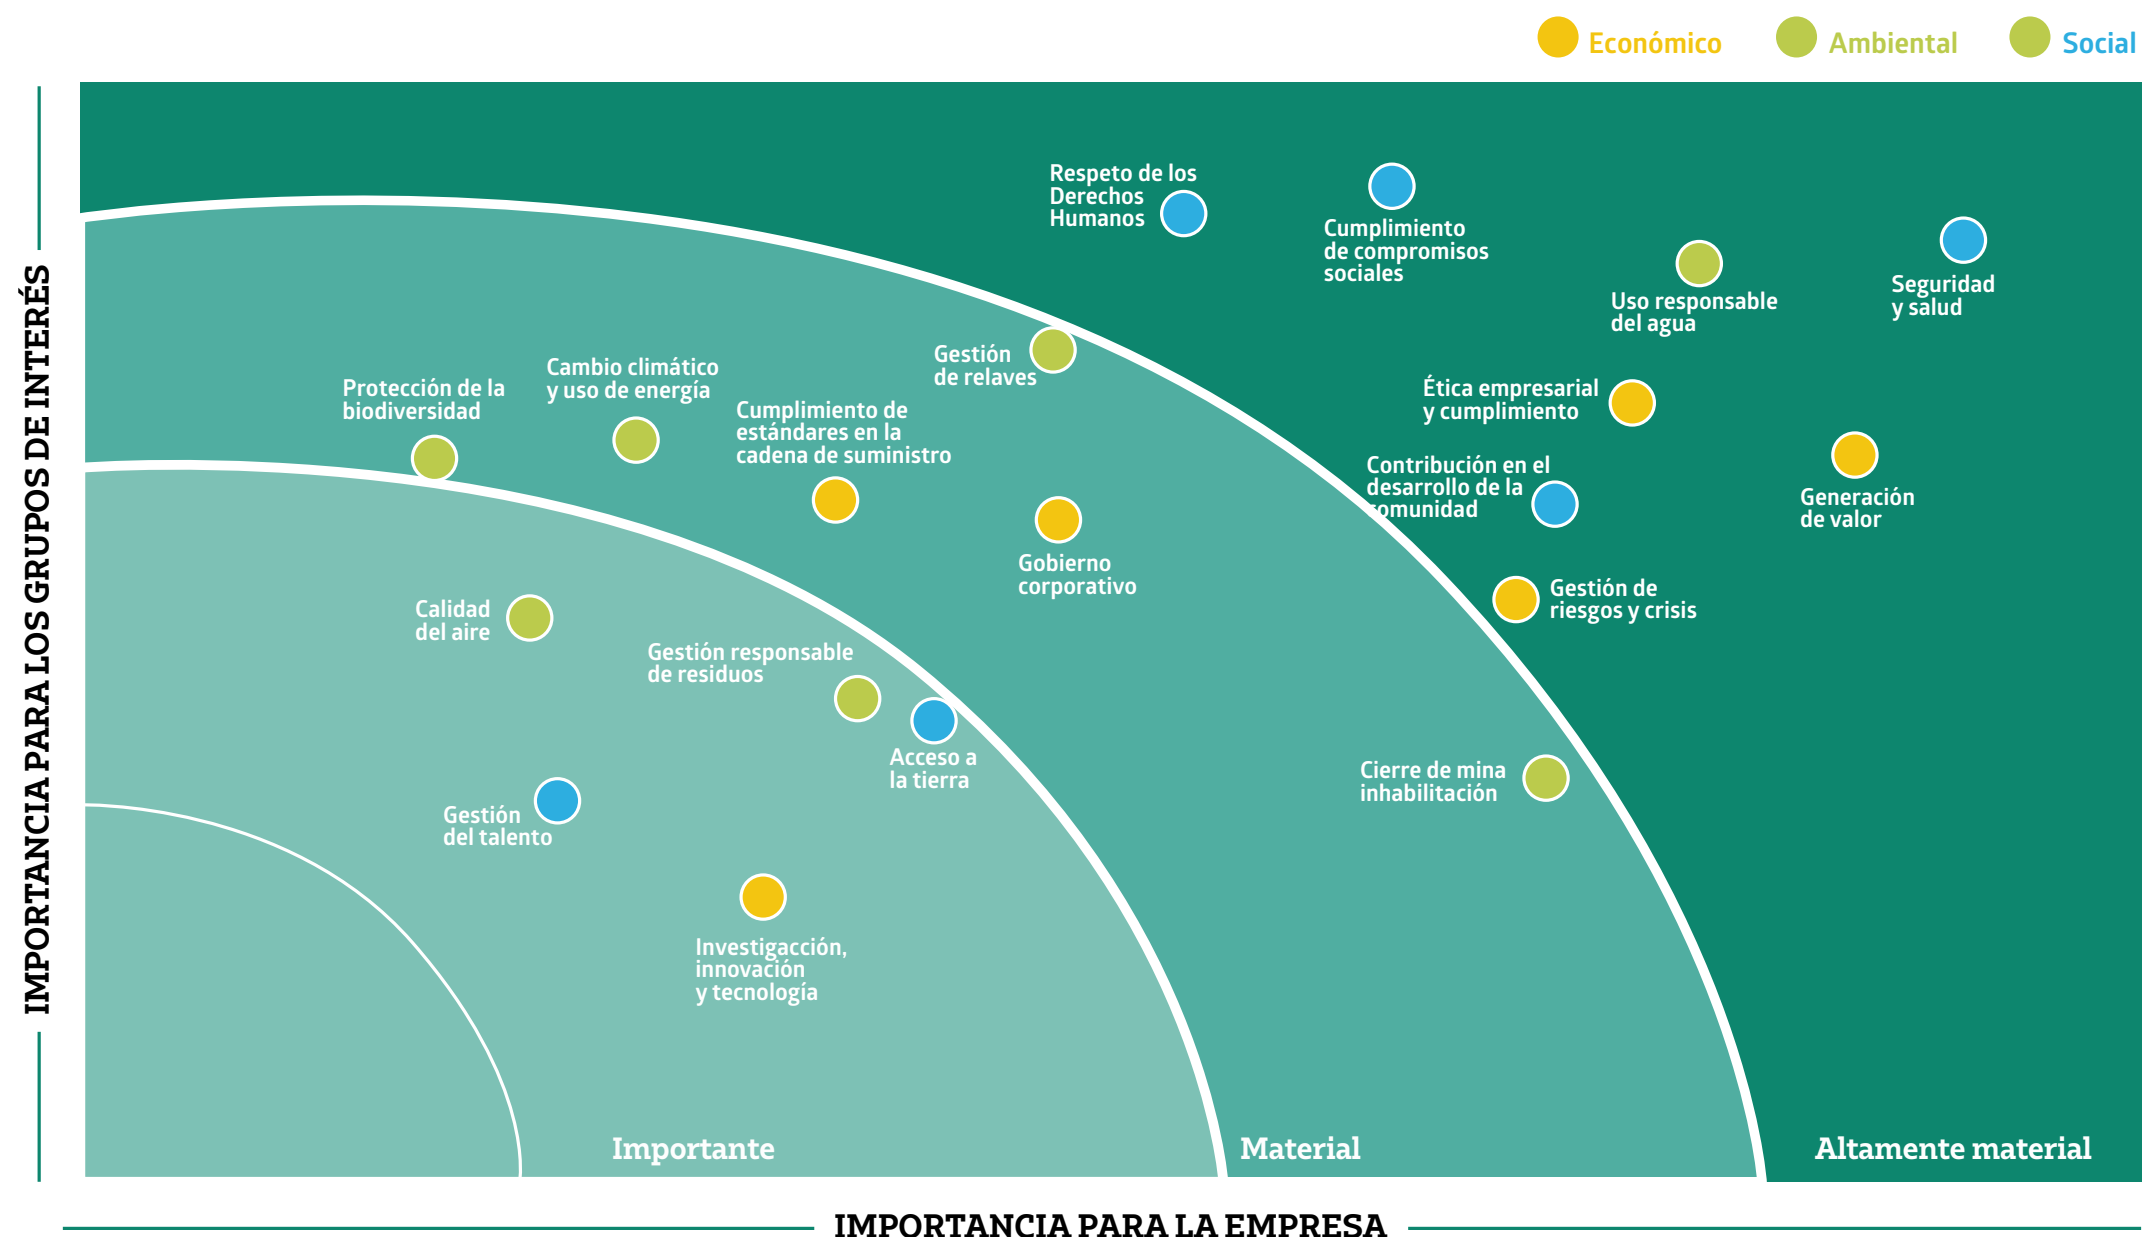 Económico
Ambiental
Social
IMPORTANCIA PARA LOS GRUPOS DE INTERÉS
Respeto de los
Derechos
Humanos
Cumplimiento
de compromisos
sociales
Uso responsable
del agua
Seguridad
y salud
Protección de la
biodiversidad
Cambio climático
y uso de energía
Gestión
de relaves
Cumplimiento de
estándares en la
cadena de suministro
Ética empresarial
y cumplimiento
Contribución en el
desarrollo de la
comunidad
Generación
de valor
Gobierno
corporativo
Gestión de
riesgos y crisis
Calidad
del aire
Gestión responsable
de residuos
Acceso a
la tierra
Cierre de mina
inhabilitación
Gestión
del talento
Investigacción,
innovación
y tecnología
Importante
Material
Altamente material
IMPORTANCIA PARA LA EMPRESA